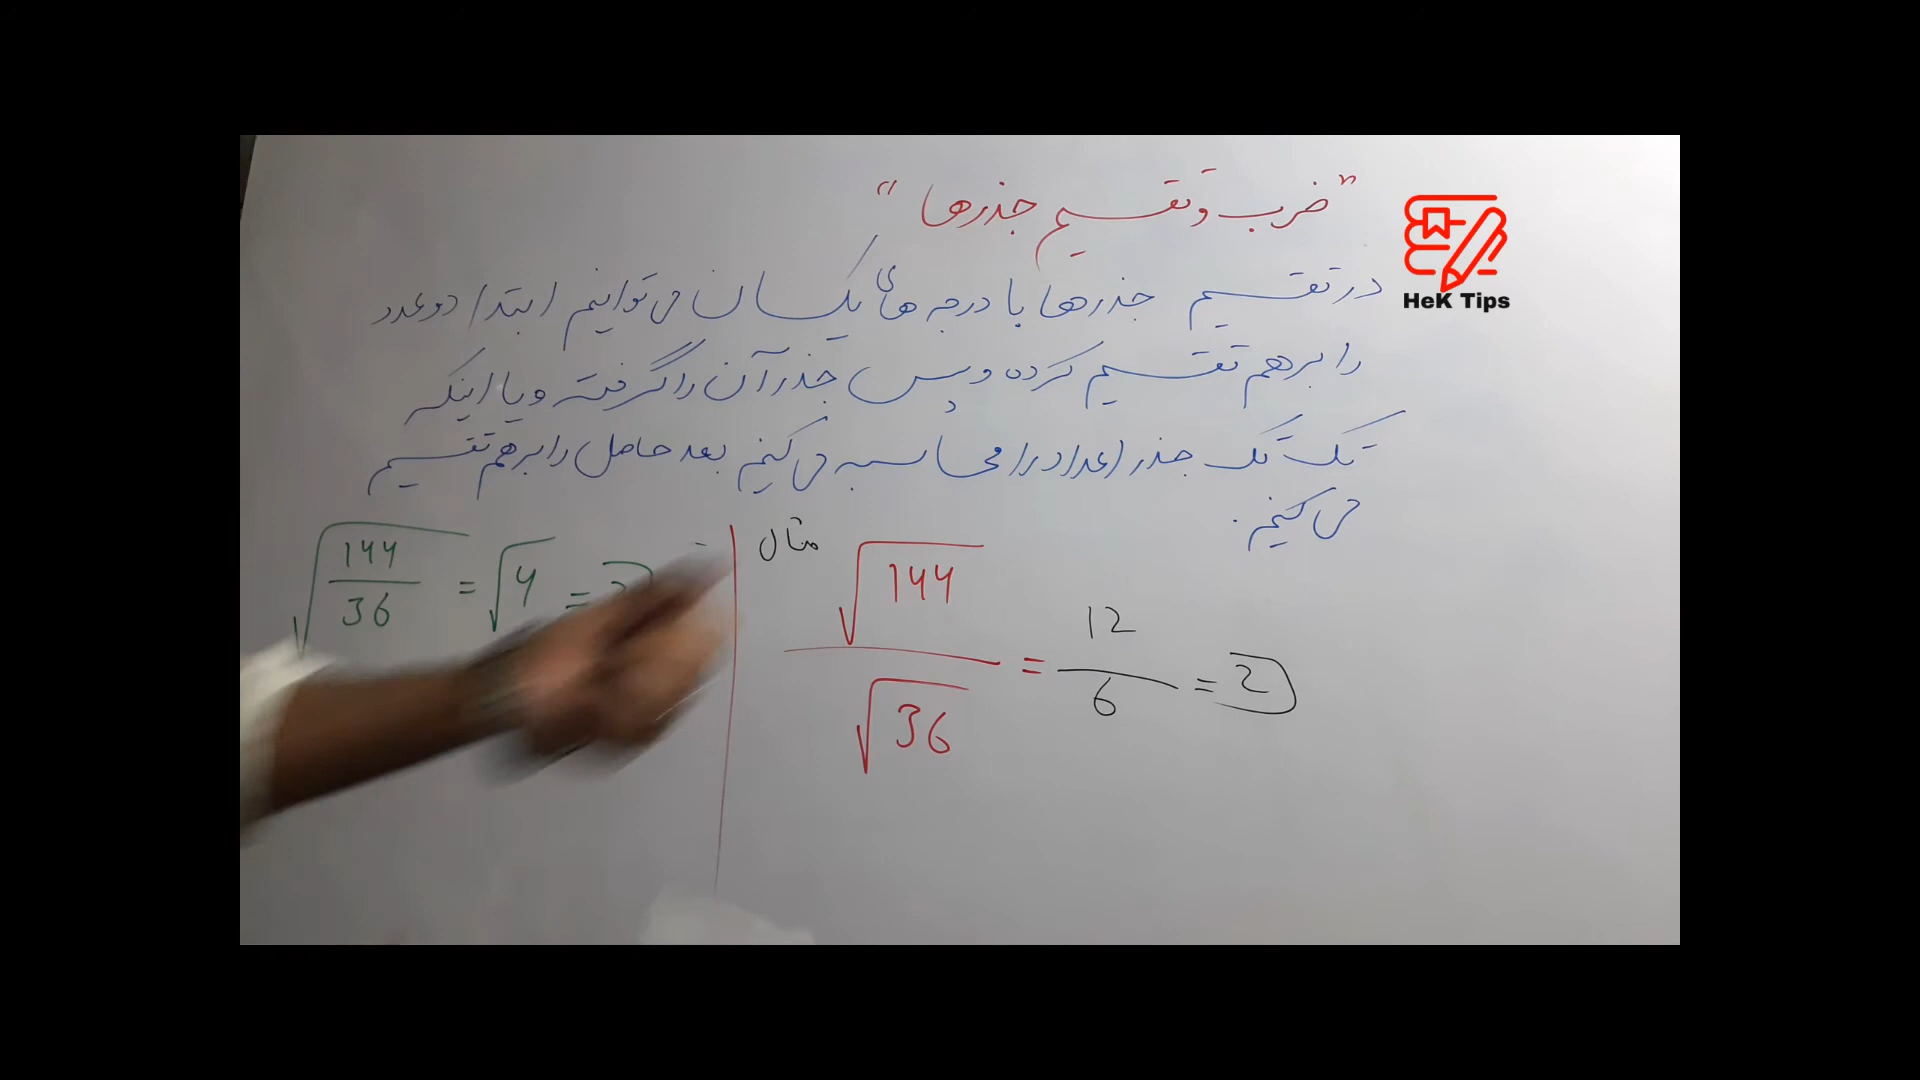 "ضرب و تقسیم جذرها"
HeK Tips
در تقسیم جذرها با درجه های یکسان می توانیم ابتدا دو عدد
را برهم تقسیم کرده و پس جذر آن را گرفته و یا اینکه
تک تک جذر اعداد را محاسبه می کنیم بعد حاصل را برهم تقسیم
می کنیم.
مثال
√144 / √36 = 12 / 6 = 2
√(144 / 36) = √4 =